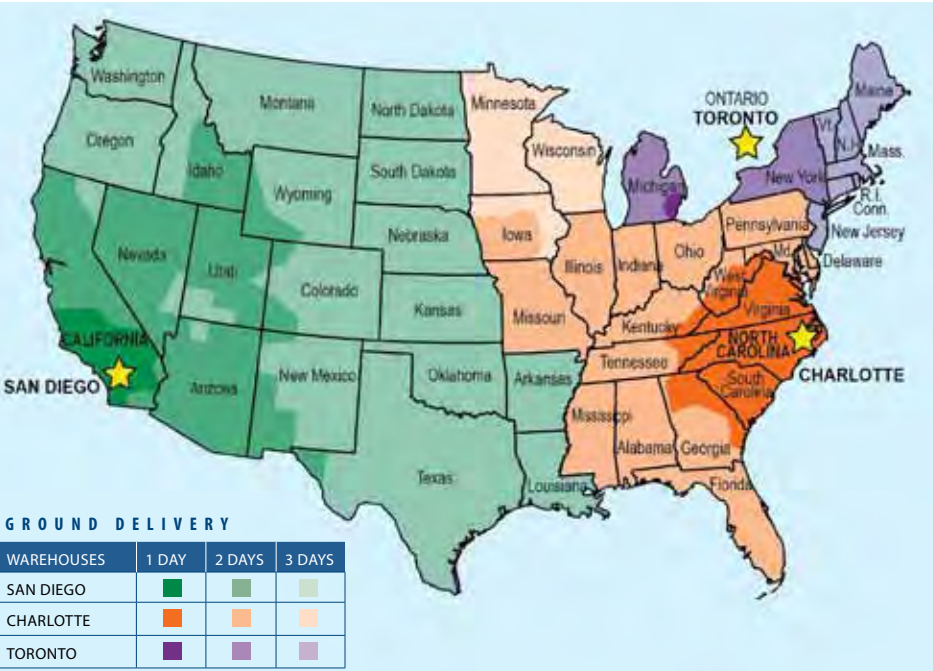 Washington
Montana
North Dakota
Minnesota
ONTARIO
TORONTO
Maine
Vt.
N.H.
Mass.
Oregon
Idaho
South Dakota
Wisconsin
Michigan
New York
R.I.
Conn.
Wyoming
Nebraska
Iowa
Pennsylvania
New Jersey
Nevada
Utah
Colorado
Illinois
Indiana
Ohio
Md.
Delaware
West
Virginia
Kansas
Missouri
Kentucky
Virginia
CALIFORNIA
NORTH
CAROLINA
SAN DIEGO
Arizona
New Mexico
Oklahoma
Arkansas
Tennessee
South
Carolina
CHARLOTTE
Mississippi
Alabama
Georgia
Texas
Louisiana
Florida
GROUND DELIVERY
WAREHOUSES 1 DAY 2 DAYS 3 DAYS
SAN DIEGO
CHARLOTTE
TORONTO